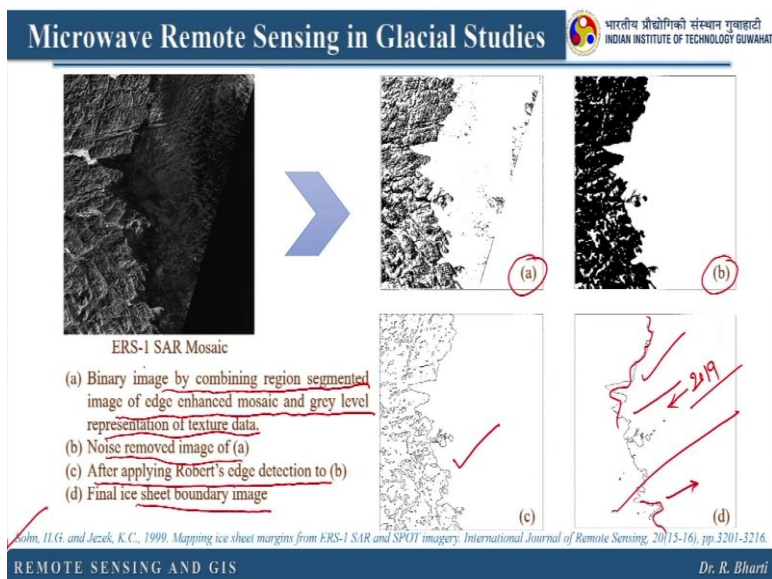 Microwave Remote Sensing in Glacial Studies
भारतीय प्रौद्योगिकी संस्थान गुवाहाटी
INDIAN INSTITUTE OF TECHNOLOGY GUWAHAT
(a)
(b)
ERS-1 SAR Mosaic
(a) Binary image by combining region segmented
image of edge enhanced mosaic and grey level
representation of texture data.
(b) Noise removed image of (a)
(c) After applying Robert's edge detection to (b)
(d) Final ice sheet boundary image
2019
(c)
(d)
Sohn, H.G. and Jezek, K.C., 1999. Mapping ice sheet margins from ERS-1 SAR and SPOT imagery. International Journal of Remote Sensing, 20(15-16), pp.3201-3216.
REMOTE SENSING AND GIS
Dr. R. Bharti